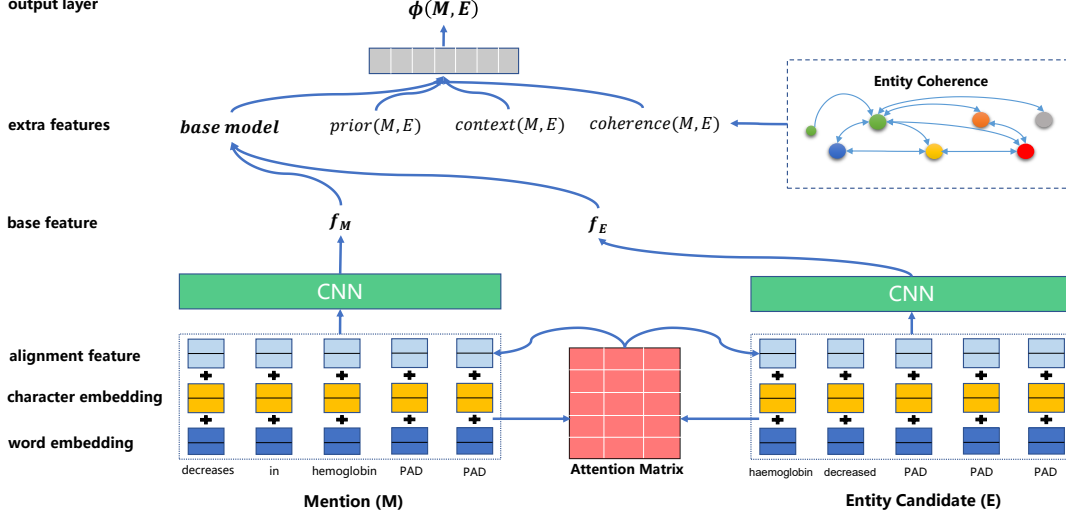 output layer
ϕ(M, E)
Entity Coherence
extra features
base model
prior(M, E)
context(M, E)
coherence(M, E)
base feature
f_M
f_E
CNN
CNN
alignment feature
character embedding
word embedding
decreases in hemoglobin PAD PAD
Attention Matrix
haemoglobin decreased PAD PAD PAD
Mention (M)
Entity Candidate (E)